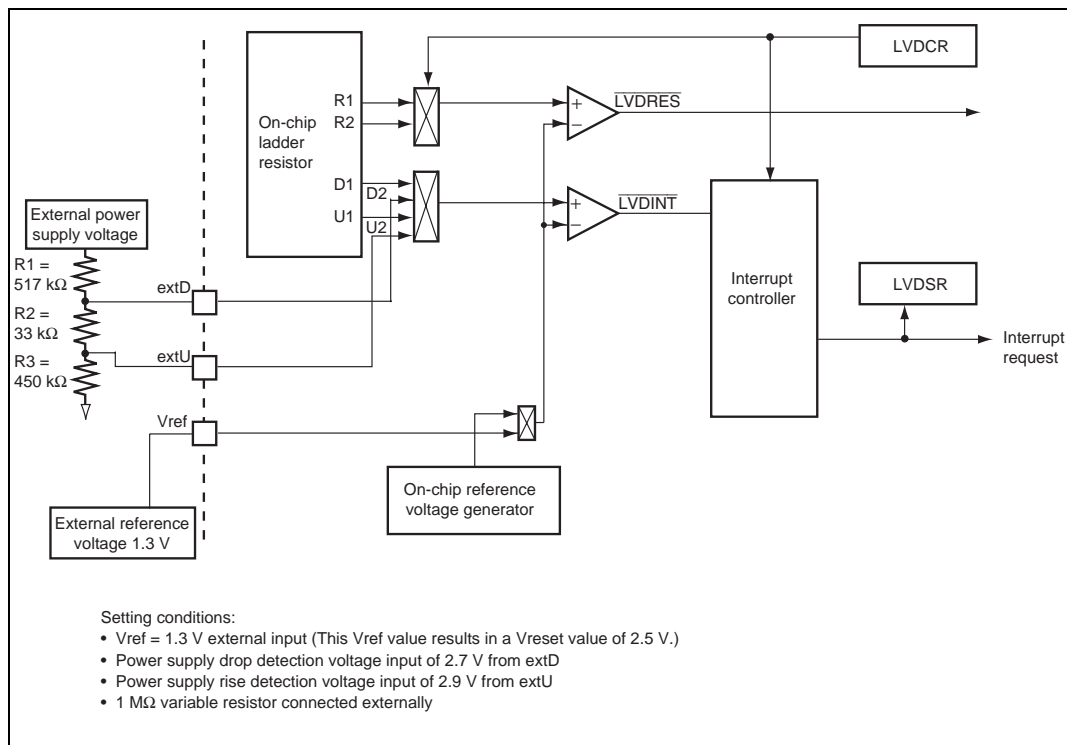 LVDCR
On-chip
ladder
resistor
R1
R2
D1
D2
U1
U2
+
−
LVDRES
+
−
LVDINT
External power
supply voltage
R1 =
517 kΩ
R2 =
33 kΩ
R3 =
450 kΩ
extD
extU
Vref
Interrupt
controller
LVDSR
Interrupt
request
On-chip reference
voltage generator
External reference
voltage 1.3 V
Setting conditions:
• Vref = 1.3 V external input (This Vref value results in a Vreset value of 2.5 V.)
• Power supply drop detection voltage input of 2.7 V from extD
• Power supply rise detection voltage input of 2.9 V from extU
• 1 MΩ variable resistor connected externally